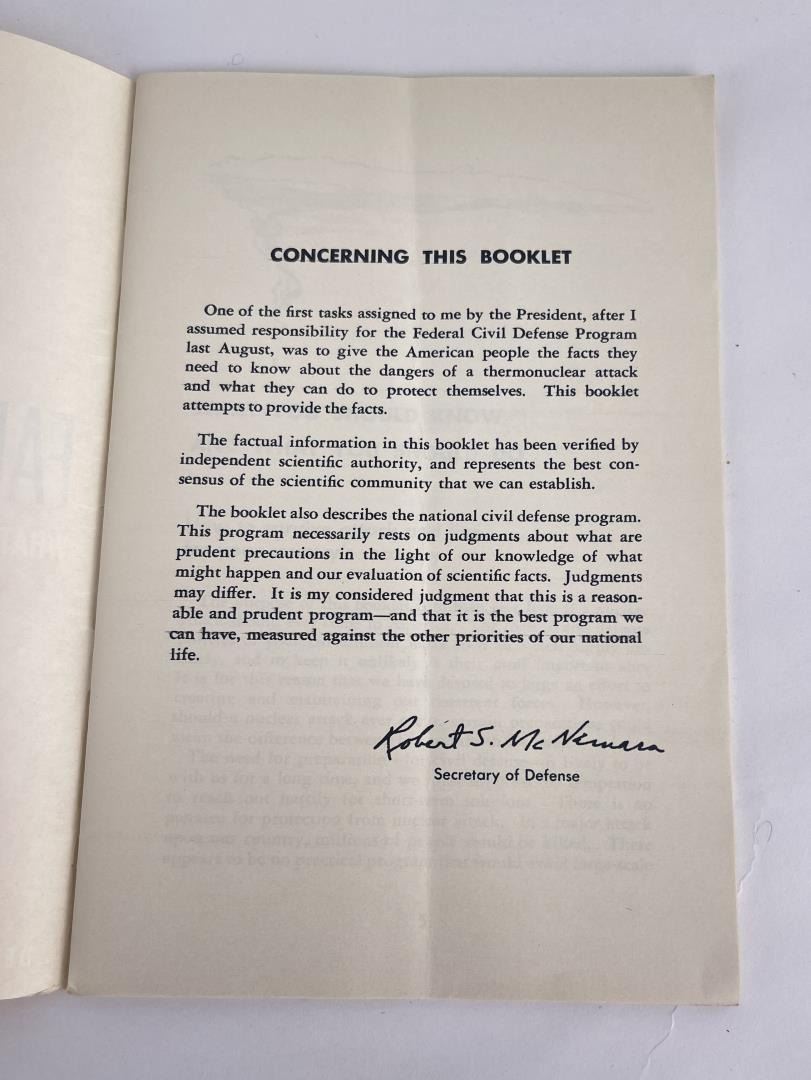 CONCERNING THIS BOOKLET
One of the first tasks assigned to me by the President, after I
assumed responsibility for the Federal Civil Defense Program
last August, was to give the American people the facts they
need to know about the dangers of a thermonuclear attack
and what they can do to protect themselves. This booklet
attempts to provide the facts.
The factual information in this booklet has been verified by
independent scientific authority, and represents the best con-
sensus of the scientific community that we can establish.
The booklet also describes the national civil defense program.
This program necessarily rests on judgments about what are
prudent precautions in the light of our knowledge of what
might happen and our evaluation of scientific facts. Judgments
may differ. It is my considered judgment that this is a reason-
able and prudent program—and that it is the best program we
can have, measured against the other priorities of our national
life.
Robert S. McNamara
Secretary of Defense